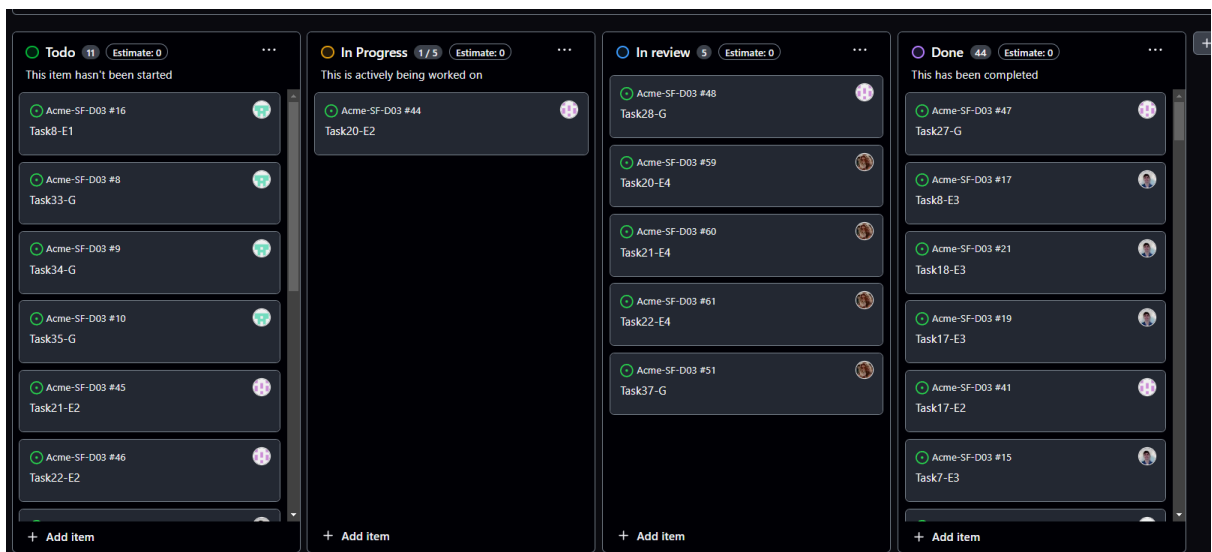 Todo 11 Estimate: 0 ...
This item hasn't been started
Acme-SF-D03 #16
Task8-E1
Acme-SF-D03 #8
Task33-G
Acme-SF-D03 #9
Task34-G
Acme-SF-D03 #10
Task35-G
Acme-SF-D03 #45
Task21-E2
Acme-SF-D03 #46
Task22-E2
+ Add item
In Progress 1 / 5 Estimate: 0 ...
This is actively being worked on
Acme-SF-D03 #44
Task20-E2
+ Add item
In review 5 Estimate: 0 ...
Acme-SF-D03 #48
Task28-G
Acme-SF-D03 #59
Task20-E4
Acme-SF-D03 #60
Task21-E4
Acme-SF-D03 #61
Task22-E4
Acme-SF-D03 #51
Task37-G
+ Add item
Done 44 Estimate: 0 ...
This has been completed
Acme-SF-D03 #47
Task27-G
Acme-SF-D03 #17
Task8-E3
Acme-SF-D03 #21
Task18-E3
Acme-SF-D03 #19
Task17-E3
Acme-SF-D03 #41
Task17-E2
Acme-SF-D03 #15
Task7-E3
+ Add item
+